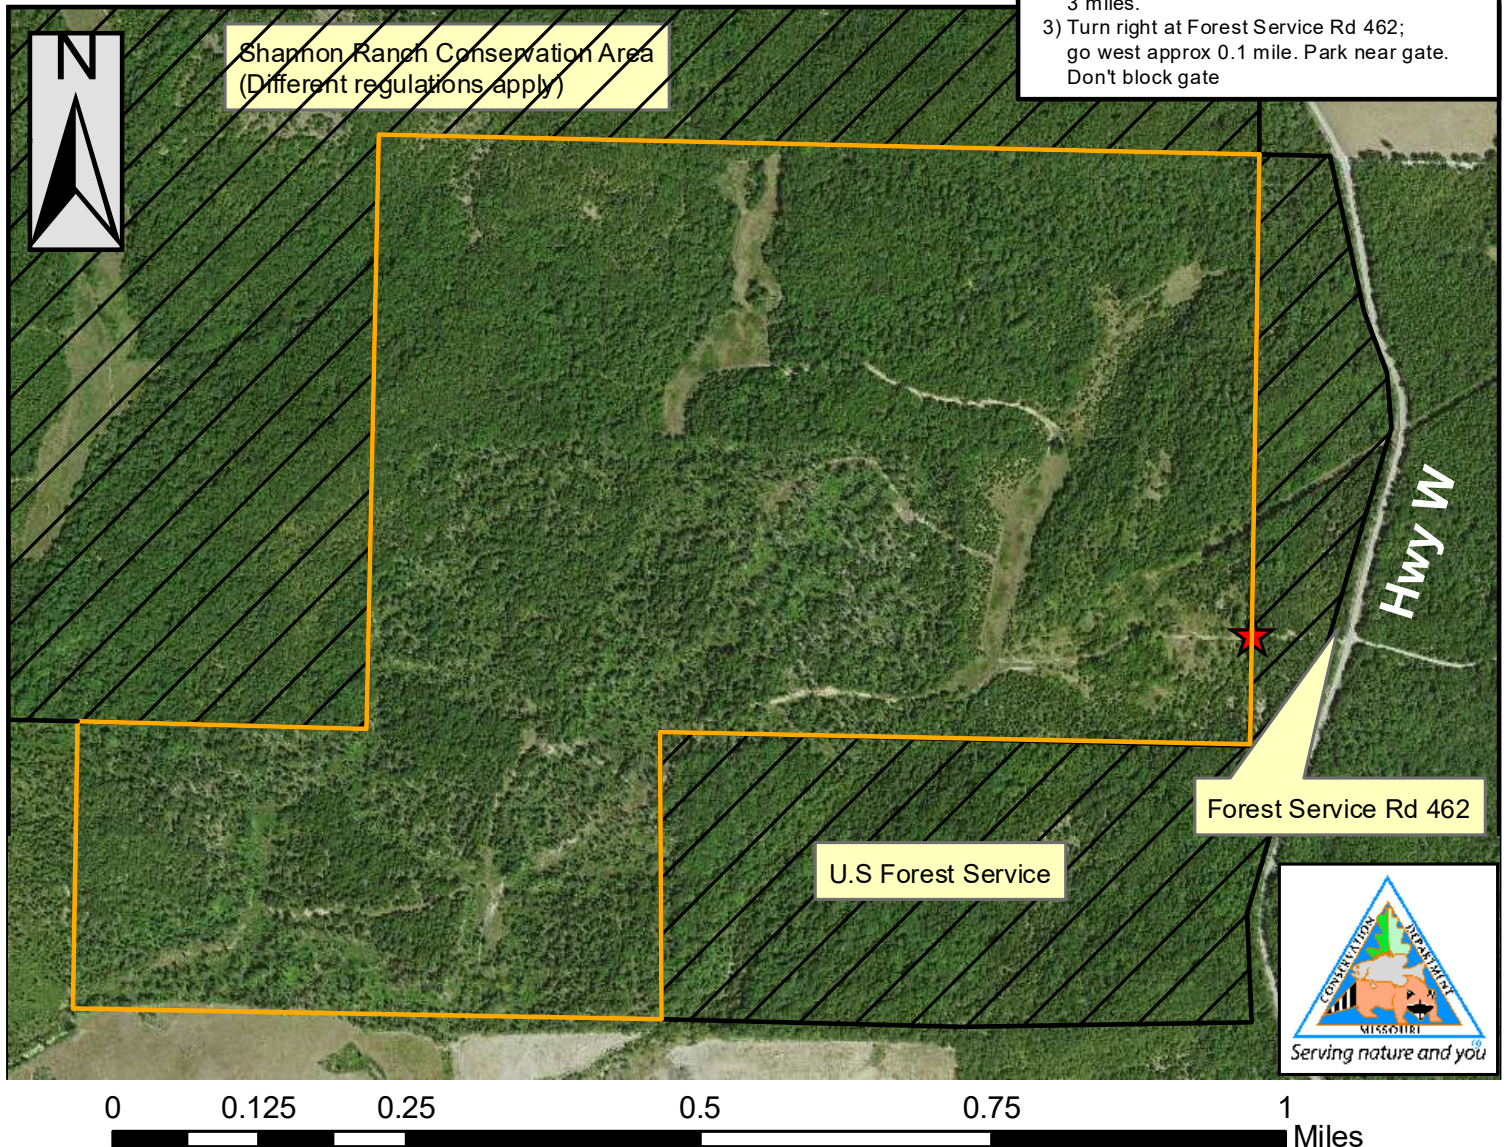 3 miles.
3) Turn right at Forest Service Rd 462;
go west approx 0.1 mile. Park near gate.
Don't block gate
N
Shannon Ranch Conservation Area
(Different regulations apply)
Hwy W
Forest Service Rd 462
U.S Forest Service
CONSERVATION
DEPARTMENT
MISSOURI
Serving nature and you
®
0 0.125 0.25 0.5 0.75 1
Miles